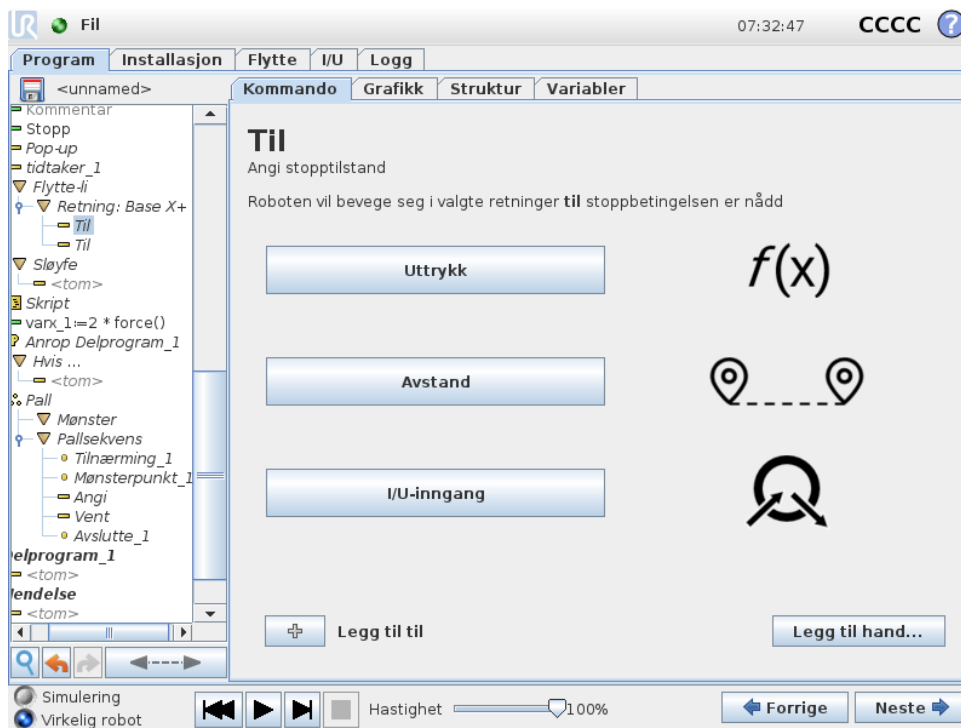 UR Fil 07:32:47 CCCC ?
Program Installasjon Flytte I/U Logg
<unnamed> Kommando Grafikk Struktur Variabler
Kommentar
Stopp
Pop-up
tidtaker_1
Flytte-li
Retning: Base X+
Til
Til
Sløyfe
<tom>
Skript
varx_1:=2 * force()
Anrop Delprogram_1
Hvis ...
<tom>
Pall
Mønster
Pallsekvens
Tilnærming_1
Mønsterpunkt_1
Angi
Vent
Avslutte_1
elprogram_1
<tom>
endelse
<tom>
Til
Angi stopptilstand
Roboten vil bevege seg i valgte retninger til stoppbetingelsen er nådd
Uttrykk f(x)
Avstand
I/U-inngang
Legg til til Legg til hand...
Simulering
Virkelig robot
Hastighet 100% Forrige Neste